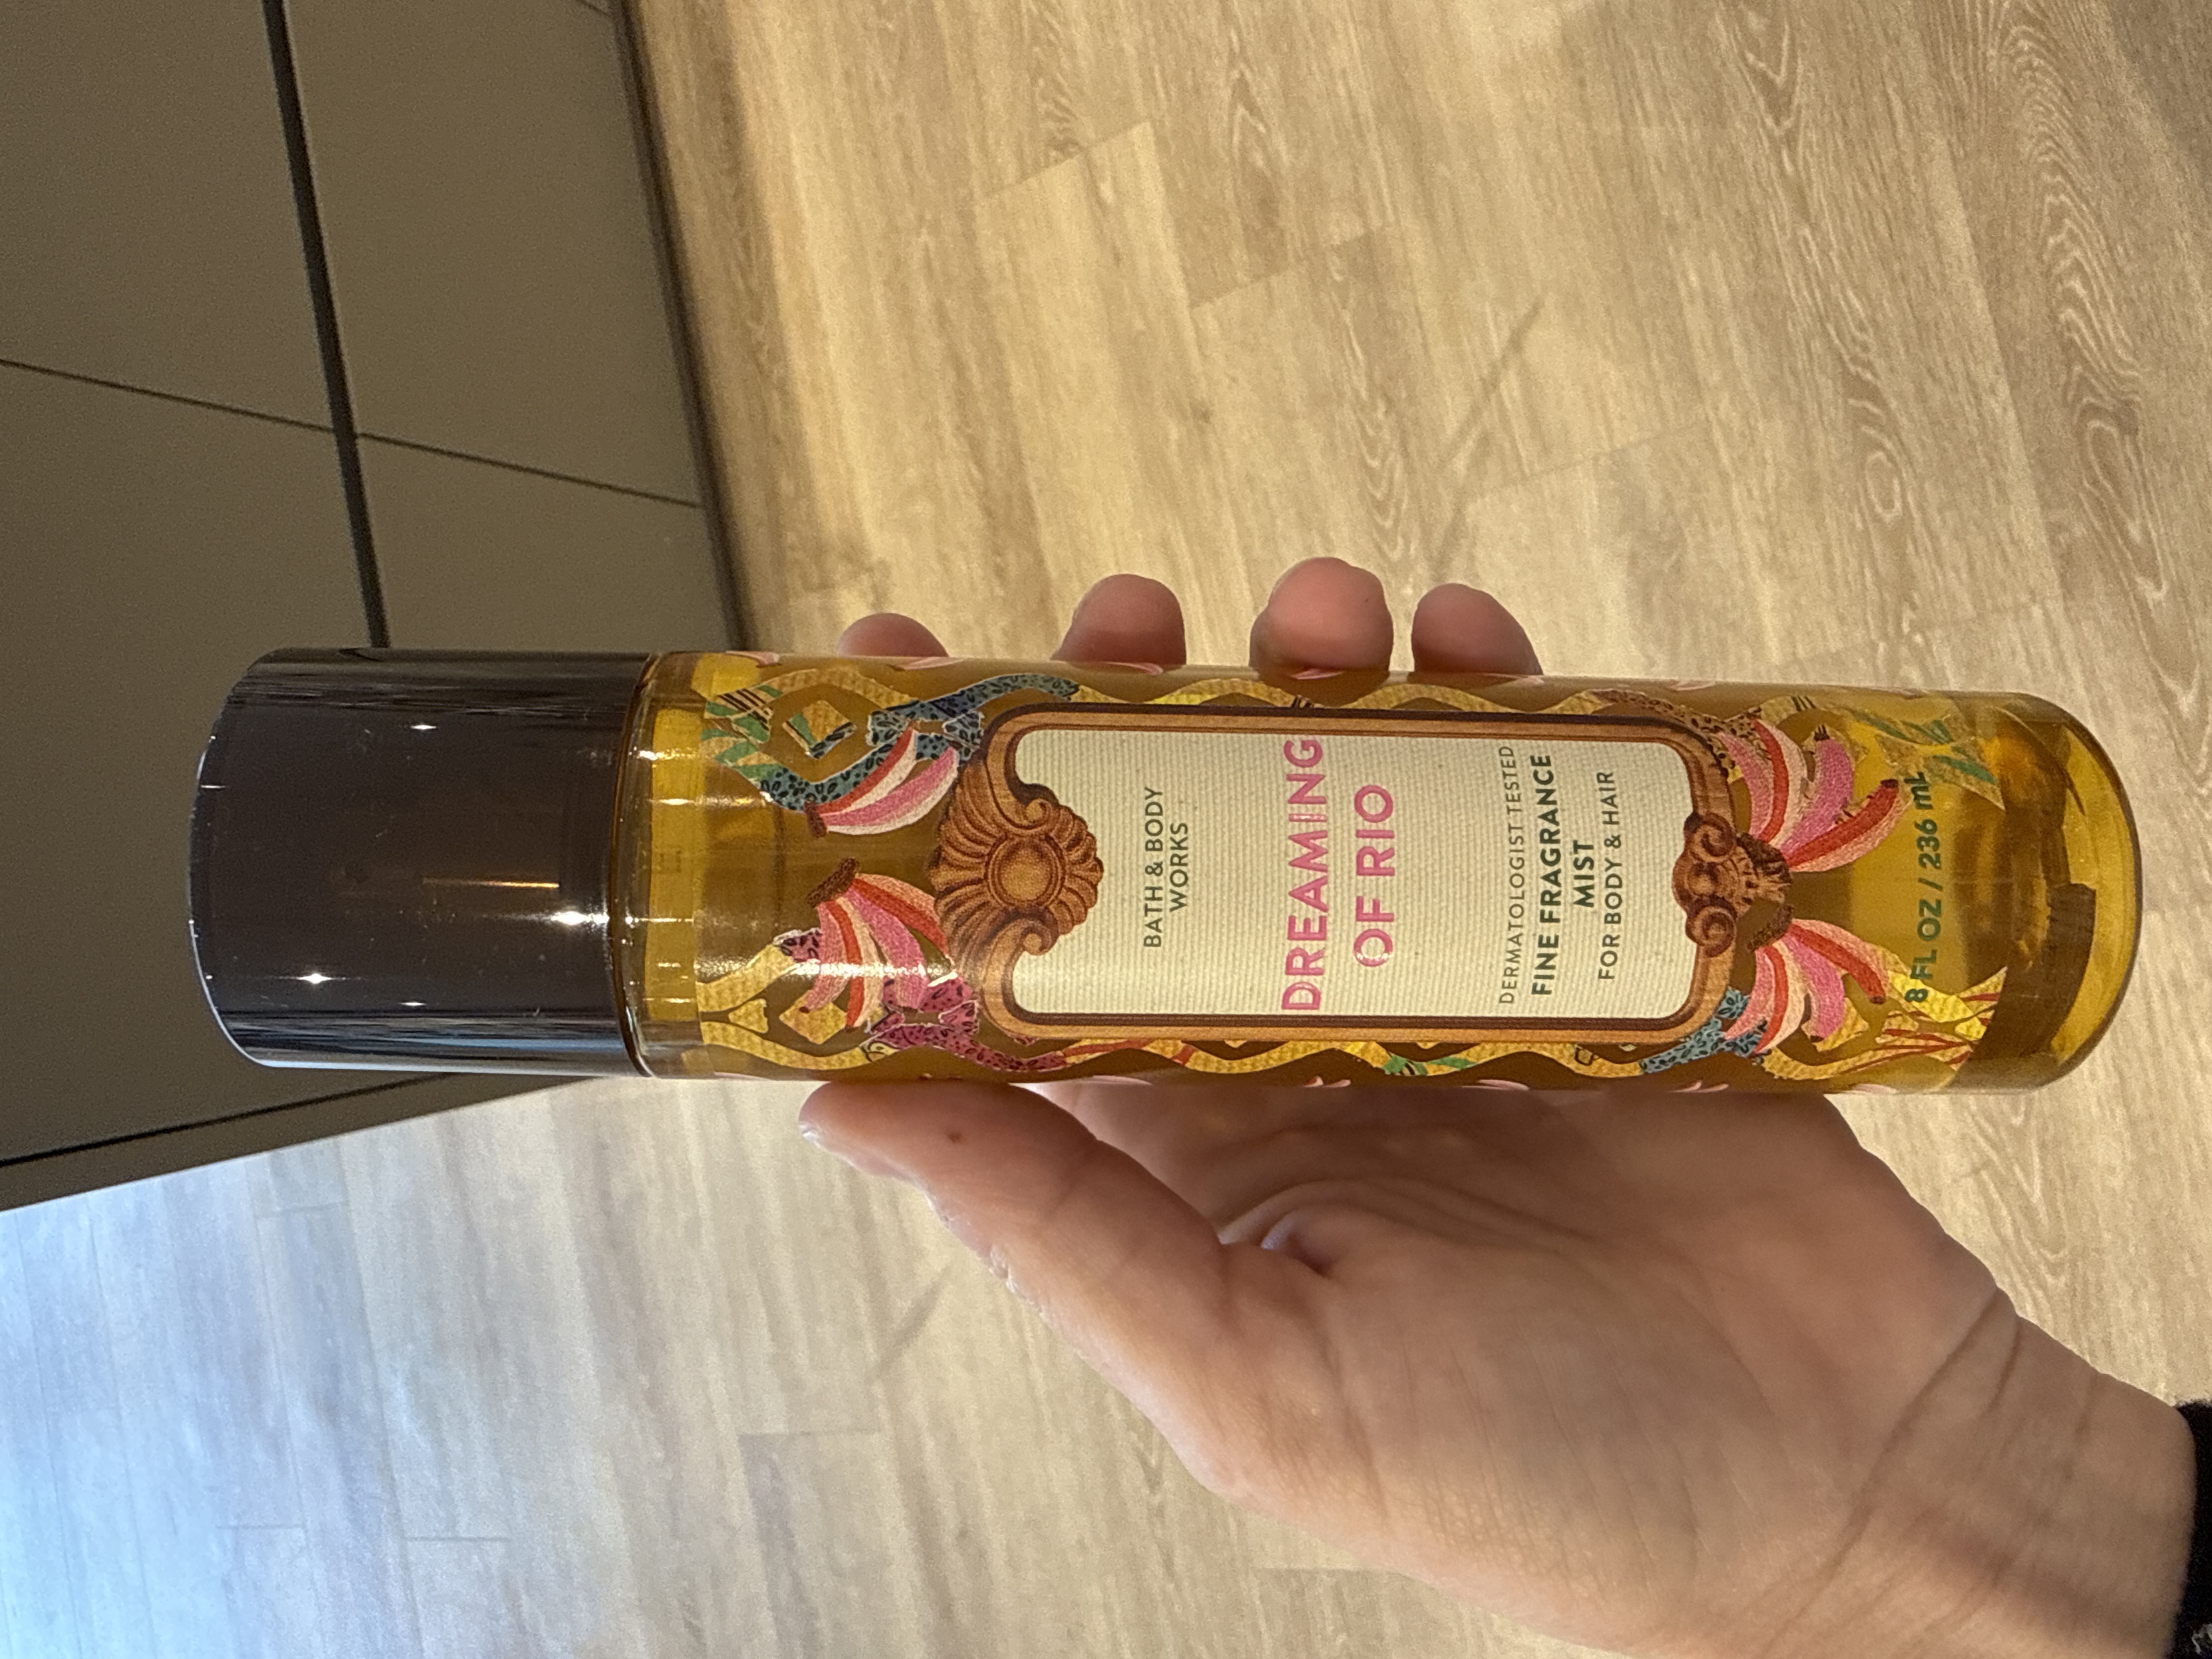 BATH & BODY
WORKS
DREAMING
OF RIO
DERMATOLOGIST TESTED
FINE FRAGRANCE
MIST
FOR BODY & HAIR
8 FL OZ / 236 mL